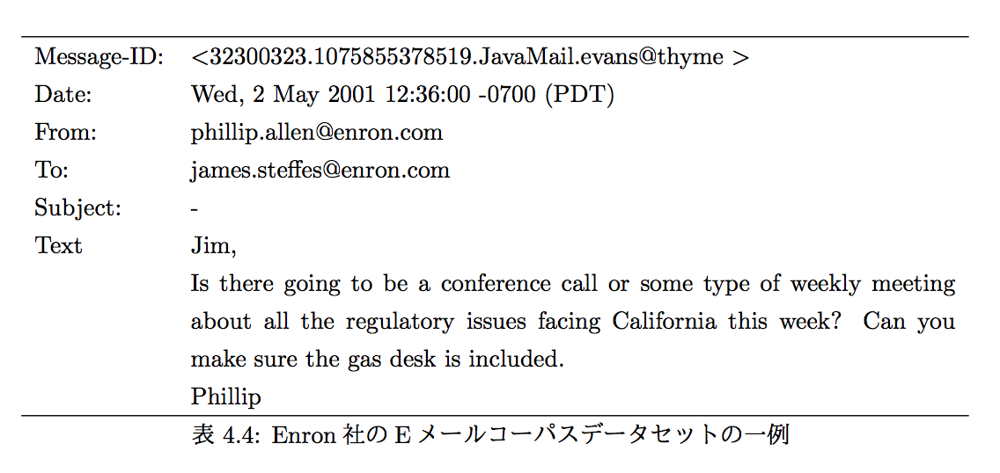 Message-ID: <32300323.1075855378519.JavaMail.evans@thyme >
Date: Wed, 2 May 2001 12:36:00 -0700 (PDT)
From: phillip.allen@enron.com
To: james.steffes@enron.com
Subject: -
Text Jim,
Is there going to be a conference call or some type of weekly meeting
about all the regulatory issues facing California this week? Can you
make sure the gas desk is included.
Phillip
表 4.4: Enron 社の E メールコーパスデータセットの一例